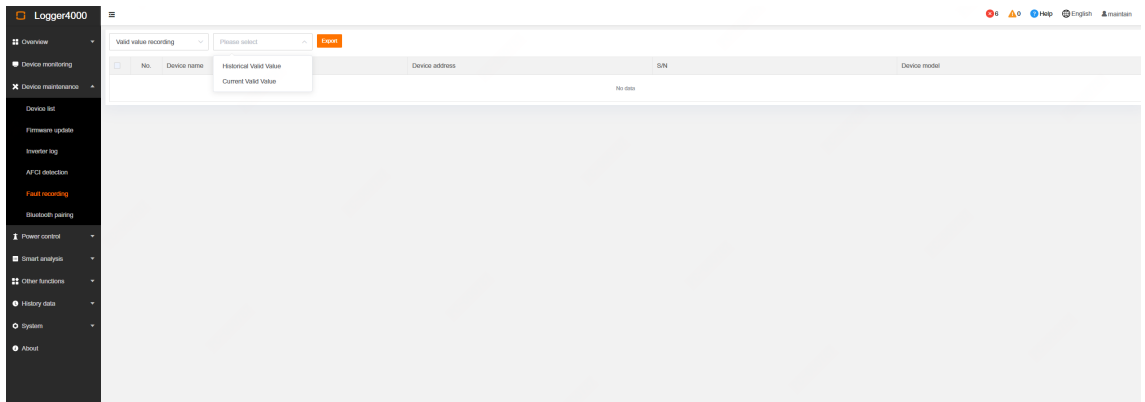 Logger4000
6 0 Help English maintain
Overview
Device monitoring
Device maintenance
Device list
Firmware update
Inverter log
AFCI detection
Fault recording
Bluetooth pairing
Power control
Smart analysis
Other functions
History data
System
About
Valid value recording Please select Export
No. Device name Device address S/N Device model
Historical Valid Value
Current Valid Value
No data